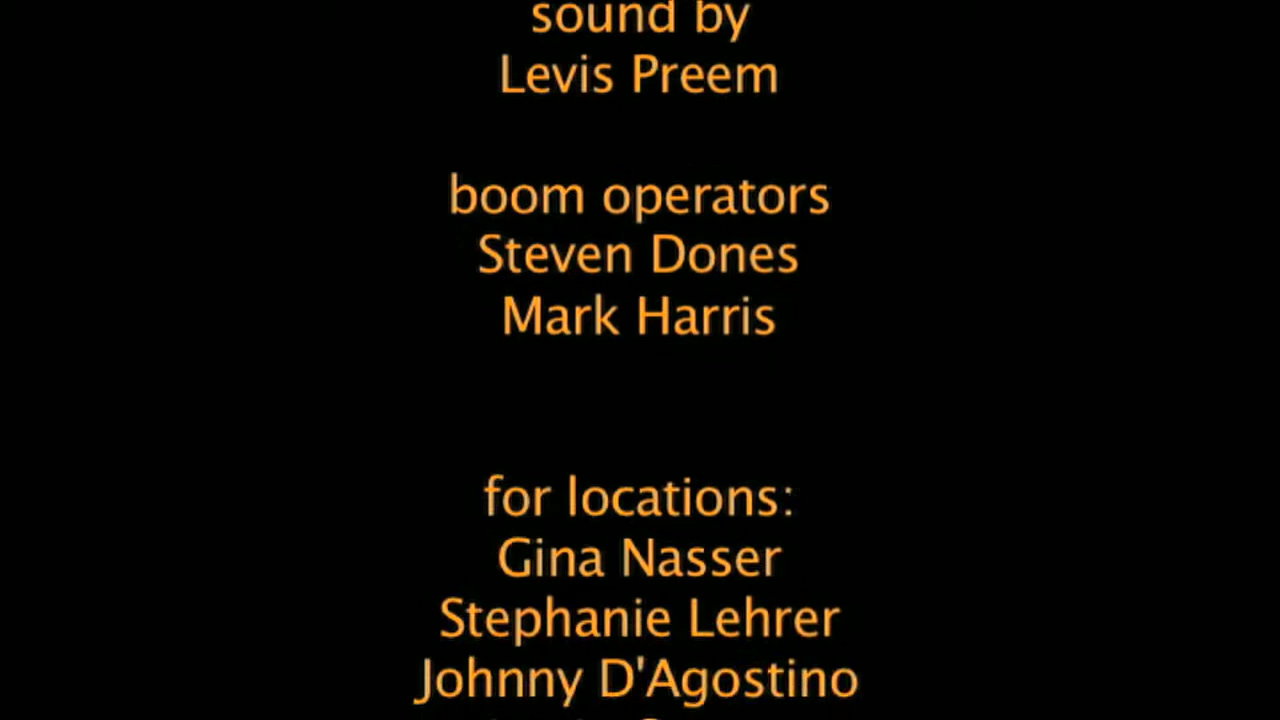 sound by
Levis Preem
boom operators
Steven Dones
Mark Harris
for locations:
Gina Nasser
Stephanie Lehrer
Johnny D'Agostino